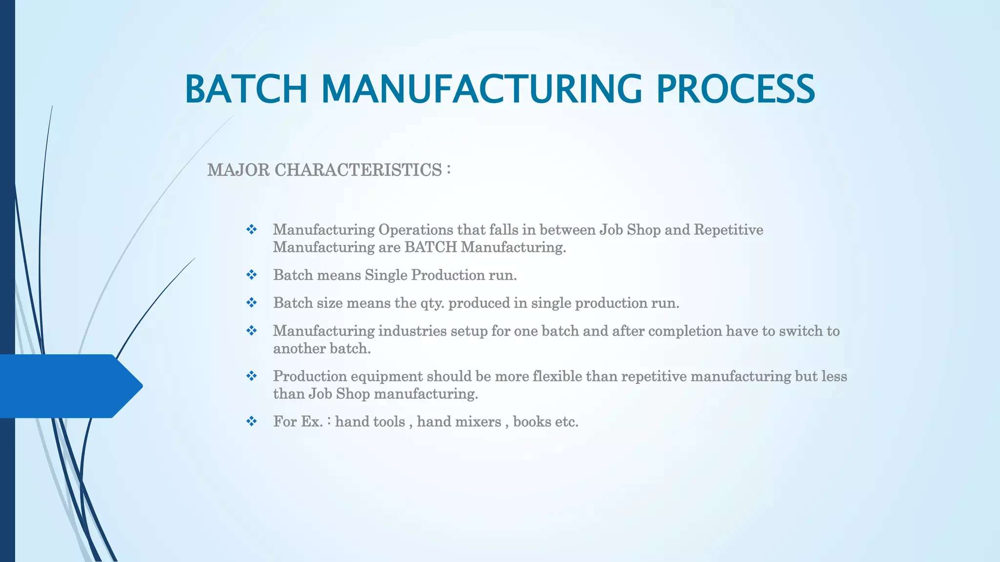 BATCH MANUFACTURING PROCESS
MAJOR CHARACTERISTICS :
❖ Manufacturing Operations that falls in between Job Shop and Repetitive
Manufacturing are BATCH Manufacturing.
❖ Batch means Single Production run.
❖ Batch size means the qty. produced in single production run.
❖ Manufacturing industries setup for one batch and after completion have to switch to
another batch.
❖ Production equipment should be more flexible than repetitive manufacturing but less
than Job Shop manufacturing.
❖ For Ex. : hand tools , hand mixers , books etc.